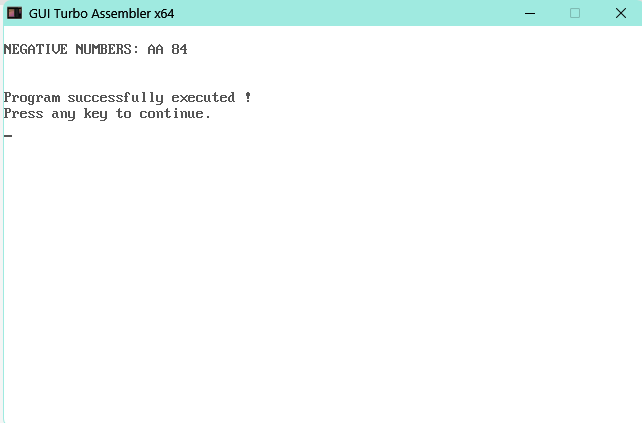 GUI Turbo Assembler x64
NEGATIVE NUMBERS: AA 84
Program successfully executed !
Press any key to continue.